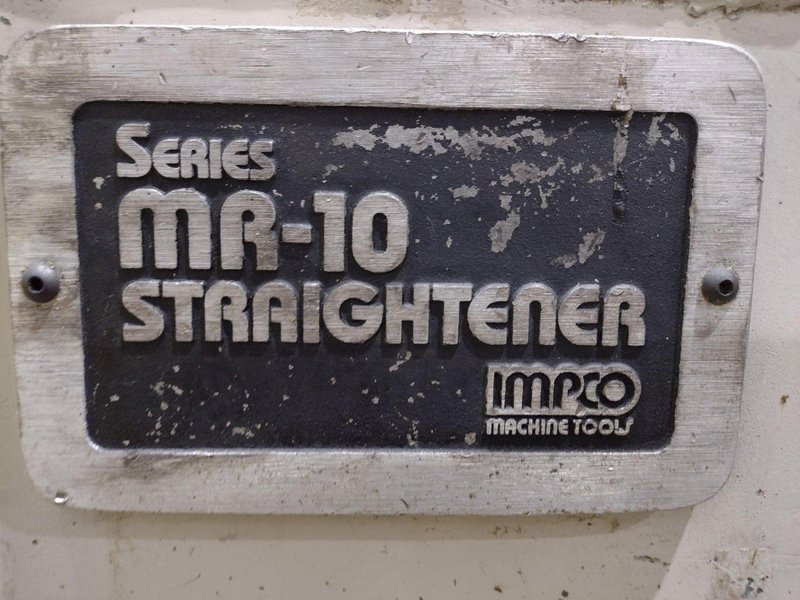 SERIES
MR-10
STRAIGHTENER
IMPCO
MACHINE TOOLS